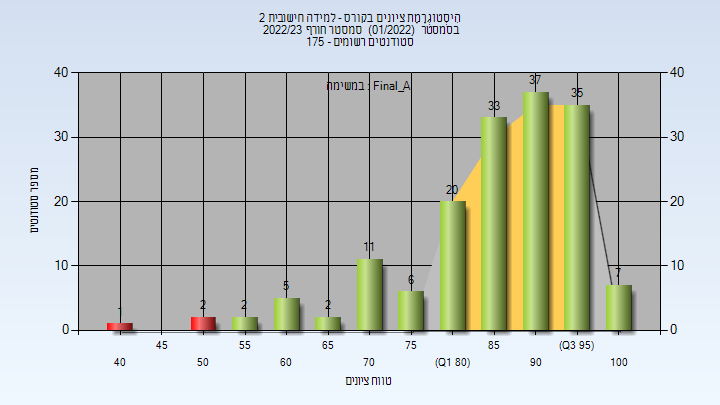 היסטוגרמת ציונים בקורס - למידה חישובית 2
בסמסטר (01/2022) סמסטר חורף 2022/23
סטודנטים רשומים - 175
במשימה : Final_A
40 40
30 30
20 20
10 10
0 0
מספר סטודנטים
1 2 2 5 2 11 6 20 33 37 35 7
45 55 65 75 85 (Q3 95)
40 50 60 70 (Q1 80) 90 100
טווח ציונים